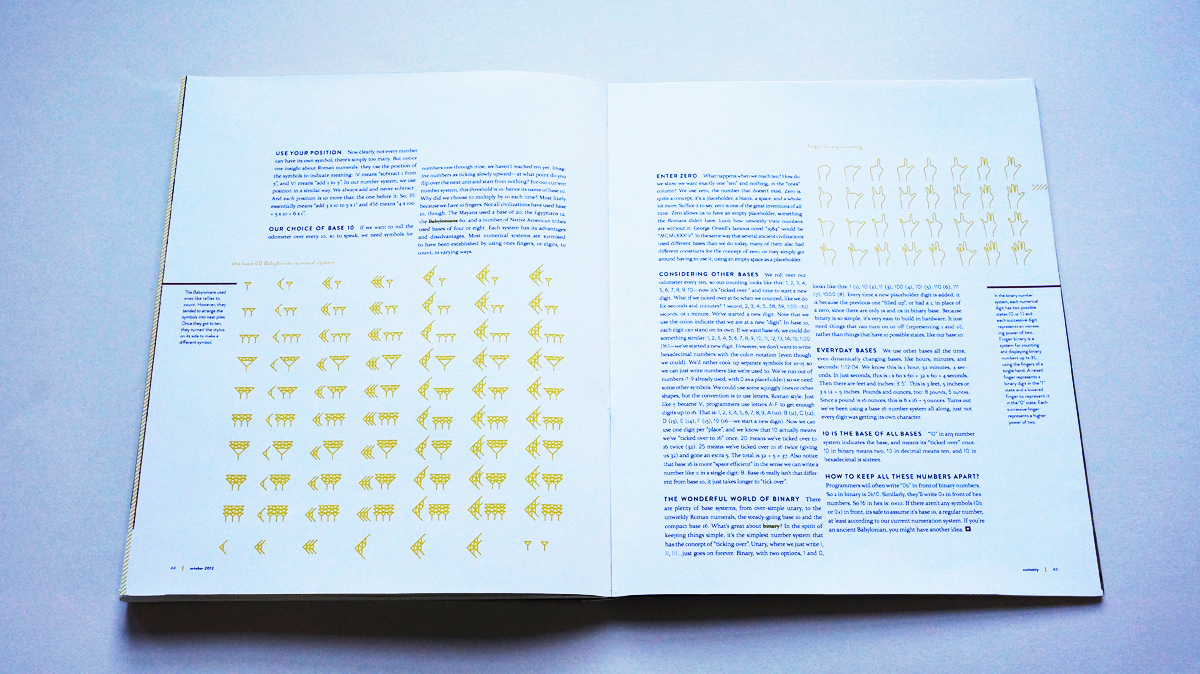 USE YOUR POSITION Now clearly, not every number
can have its own symbol; there's simply too many. But notice
one insight about Roman numerals: they use the position of
the symbols to indicate meaning: IV means "subtract 1 from
5", and VI means "add 1 to 5". In our number system, we use
position in a similar way. We always add and never subtract.
And each position is 10 more than the one before it. So, 35
essentially means "add 3 x 10 to 5 x 1" and 456 means "4 x 100
+ 5 x 10 + 6 x 1".
OUR CHOICE OF BASE 10 If we want to roll the
odometer over every 10, so to speak, we need symbols for
numbers one through nine; we haven't reached ten yet. Imag-
ine numbers as ticking slowly upward—at what point do you
flip over the next unit and start from nothing? For our current
number system, this threshold is 10, hence its name of base 10.
Why did we choose to multiply by 10 each time? Most likely
because we have 10 fingers. Not all civilizations have used base
10, though. The Mayans used a base of 20, the Egyptians 12,
the Babylonians 60, and a number of Native American tribes
used bases of four or eight. Each system has its advantages
and disadvantages. Most numerical systems are surmised
to have been established by using ones fingers, or digits, to
count, in varying ways.
the base 60 Babylonian numeral system
The Babylonians used
ones like tallies to
count. However, they
tended to arrange the
symbols into neat piles.
Once they got to ten,
they turned the stylus
on its side to make a
different symbol.
44 | october 2012
finger binary counting
ENTER ZERO What happens when we reach ten? How do
we show we want exactly one "ten" and nothing, in the "ones"
column? We use zero, the number that doesn't exist. Zero is
quite a concept, it's a placeholder, a blank, a space, and a whole
lot more. Suffice it to say, zero is one of the great inventions of all
time. Zero allows us to have an empty placeholder, something
the Romans didn't have. Look how unwieldly their numbers
are without it: George Orwell's famous novel "1984" would be
"MCMLXXXIV". In the same way that several ancient civilizations
used different bases than we do today, many of them also had
different constructs for the concept of zero, or they simply got
around having to use it, using an empty space as a placeholder.
CONSIDERING OTHER BASES We roll over our
odometer every ten, so our counting looks like this: 1, 2, 3, 4,
5, 6, 7, 8, 9, 10—now it's "ticked over" and time to start a new
digit. What if we ticked over at 60 when we counted, like we do
for seconds and minutes? 1 second, 2, 3, 4, 5...58, 59, 1:00—60
seconds, or 1 minute. We've started a new digit. Note that we
use the colon indicate that we are at a new "digit". In base 10,
each digit can stand on its own. If we want base 16, we could do
something similar: 1, 2, 3, 4, 5, 6, 7, 8, 9, 10, 11, 12, 13, 14, 15, 1:00
(16)—we've started a new digit. However, we don't want to write
hexidecimal numbers with the colon notation (even though
we could). We'd rather cook up separate symbols for 10-15 so
we can just write numbers like we're used to. We've run out of
numbers (1-9 already used, with 0 as a placeholder) so we need
some other symbols. We could use some squiggly lines or other
shapes, but the convention is to use letters, Roman style. Just
like 5 became V, programmers use letters A-F to get enough
digits up to 16. That is: 1, 2, 3, 4, 5, 6, 7, 8, 9, A (10), B (11), C (12),
D (13), E (14), F (15), 10 (16—we start a new digit). Now we can
use one digit per "place", and we know that 10 actually means
we've "ticked over to 16" once. 20 means we've ticked over to
16 twice (32). 25 means we've ticked over to 16 twice (giving
us 32) and gone an extra 5. The total is 32 + 5 = 37. Also notice
that base 16 is more "space efficient" in the sense we can write a
number like 11 in a single digit: B. Base 16 really isn't that differ-
ent from base 10, it just takes longer to "tick over".
THE WONDERFUL WORLD OF BINARY There
are plenty of base systems, from over-simple unary, to the
unwieldy Roman numerals, the steady-going base 10 and the
compact base 16. What's great about binary? In the spirit of
keeping things simple, it's the simplest number system that
has the concept of "ticking over". Unary, where we just write I,
II, III...just goes on forever. Binary, with two options, 1 and 0,
looks like this: 1 (1), 10 (2), 11 (3), 100 (4), 101 (5), 110 (6), 111
(7), 1000 (8). Every time a new placeholder digit is added, it
is because the previous one "filled up", or had a 1, in place of
a zero, since there are only 1s and 0s in binary base. Because
binary is so simple, it's very easy to build in hardware. It just
need things that can turn on or off (representing 1 and 0),
rather than things that have 10 possible states, like our base 10.
EVERYDAY BASES We use other bases all the time,
even dynamically changing bases, like hours, minutes, and
seconds: 1:32:04. We know this is 1 hour, 32 minutes, 4 sec-
onds. In just seconds, this is 1 x 60 x 60 + 32 x 60 + 4 seconds.
Then there are feet and inches: 3' 5". This is 3 feet, 5 inches or
3 x 12 + 5 inches. Pounds and ounces, too: 8 pounds, 5 ounces.
Since a pound is 16 ounces, this is 8 x 16 + 5 ounces. Turns out
we've been using a base 16 number system all along, just not
every digit was getting its own character.
10 IS THE BASE OF ALL BASES "10" in any number
system indicates the base, and means its "ticked over" once.
10 in binary means two, 10 in decimal means ten, and 10 in
hexadecimal is sixteen.
HOW TO KEEP ALL THESE NUMBERS APART?
Programmers will often write "0b" in front of binary numbers.
So 2 in binary is 0b10. Similarly, they'll write 0x in front of hex
numbers. So 16 in hex is: 0x10. If there aren't any symbols (0b
or 0x) in front, its safe to assume it's base 10, a regular number,
at least according to our current numeration system. If you're
an ancient Babylonian, you might have another idea.
In the binary number
system, each numerical
digit has two possible
states (0, or 1) and
each successive digit
represents an increas-
ing power of two.
Finger binary is a
system for counting
and displaying binary
numbers up to 31,
using the fingers of a
single hand. A raised
finger represents a
binary digit in the "1"
state and a lowered
finger to represent it
in the "0" state. Each
successive finger
represents a higher
power of two.
curiosity | 45